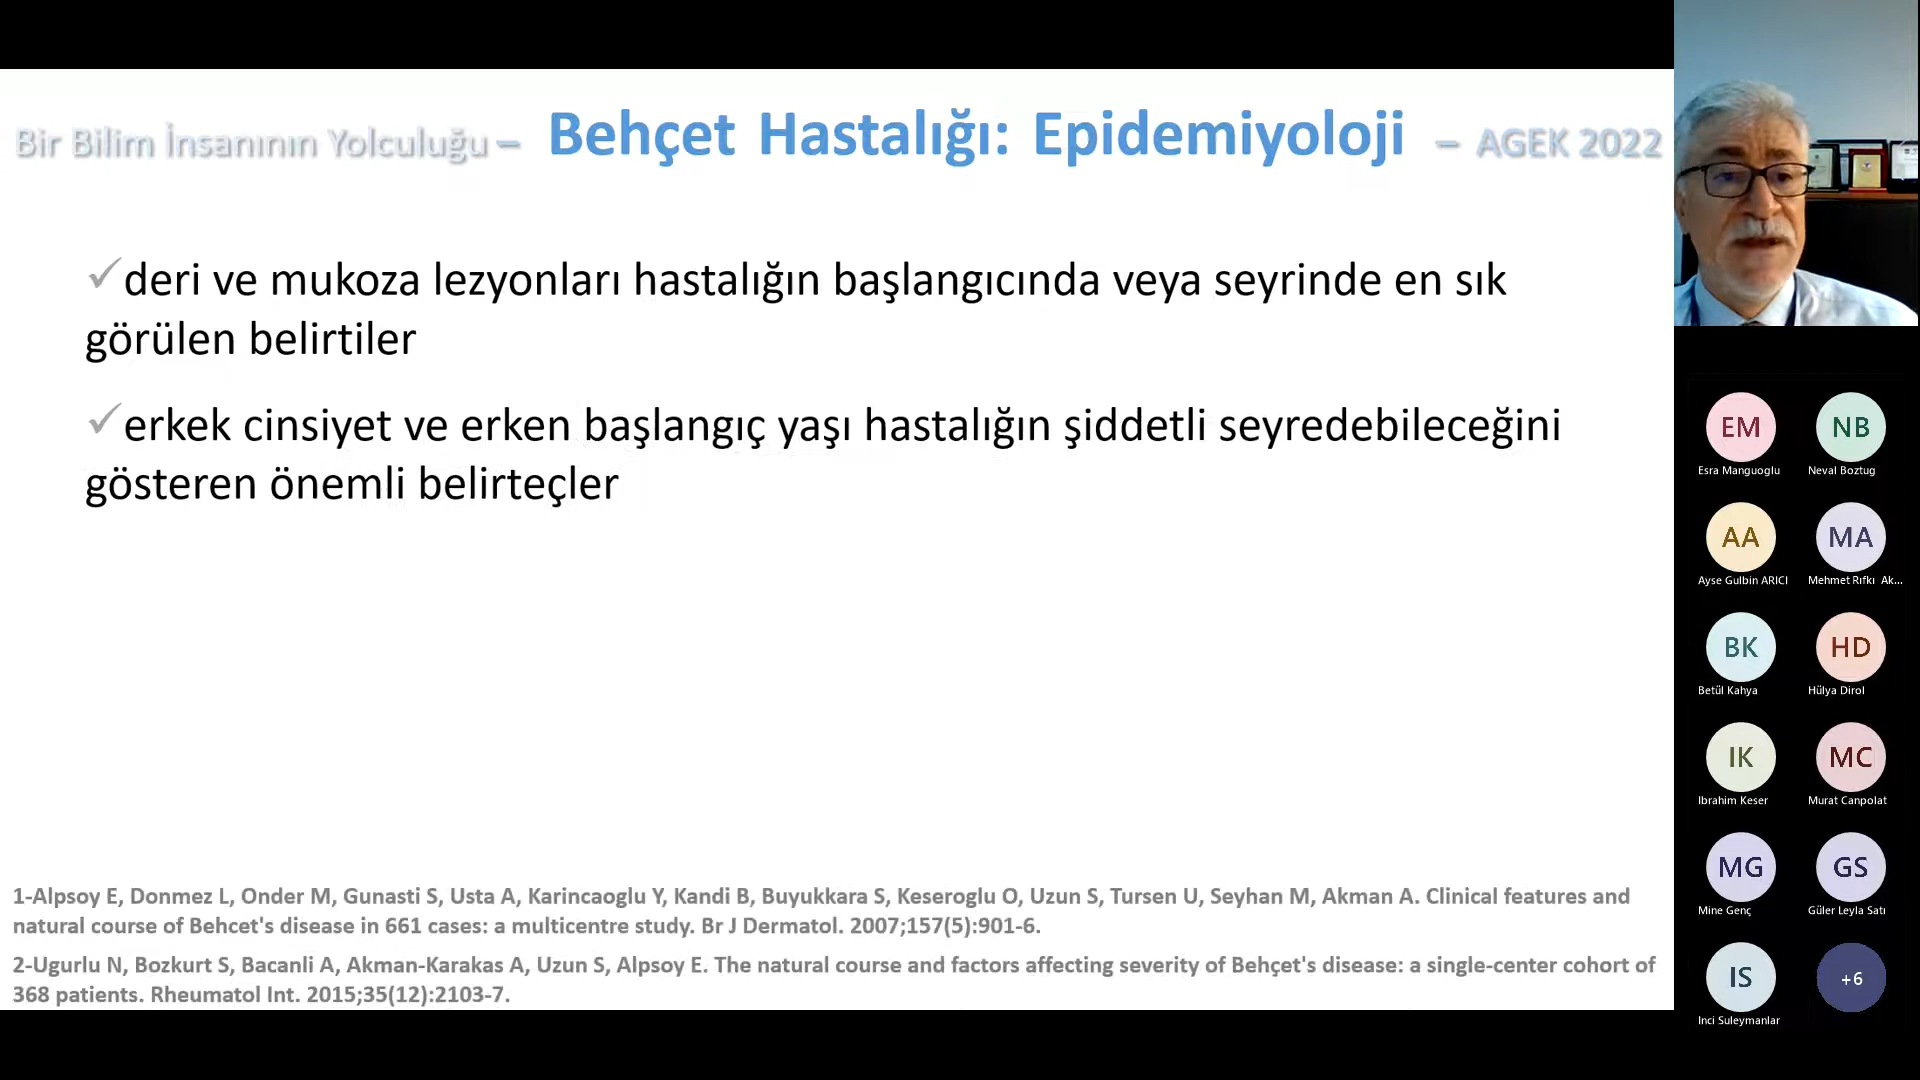 Bir Bilim İnsanının Yolculuğu – Behçet Hastalığı: Epidemiyoloji – AGEK 2022
✓deri ve mukoza lezyonları hastalığın başlangıcında veya seyrinde en sık
görülen belirtiler
✓erkek cinsiyet ve erken başlangıç yaşı hastalığın şiddetli seyredebileceğini
gösteren önemli belirteçler
1-Alpsoy E, Donmez L, Onder M, Gunasti S, Usta A, Karincaoglu Y, Kandi B, Buyukkara S, Keseroglu O, Uzun S, Tursen U, Seyhan M, Akman A. Clinical features and
natural course of Behcet's disease in 661 cases: a multicentre study. Br J Dermatol. 2007;157(5):901-6.
2-Ugurlu N, Bozkurt S, Bacanli A, Akman-Karakas A, Uzun S, Alpsoy E. The natural course and factors affecting severity of Behçet's disease: a single-center cohort of
368 patients. Rheumatol Int. 2015;35(12):2103-7.
EM NB
Esra Manguoglu Neval Boztug
AA MA
Ayse Gulbin ARICI Mehmet Rıfkı Ak...
BK HD
Betül Kahya Hülya Dirol
IK MC
Ibrahim Keser Murat Canpolat
MG GS
Mine Genç Güler Leyla Satı
IS +6
Inci Suleymanlar